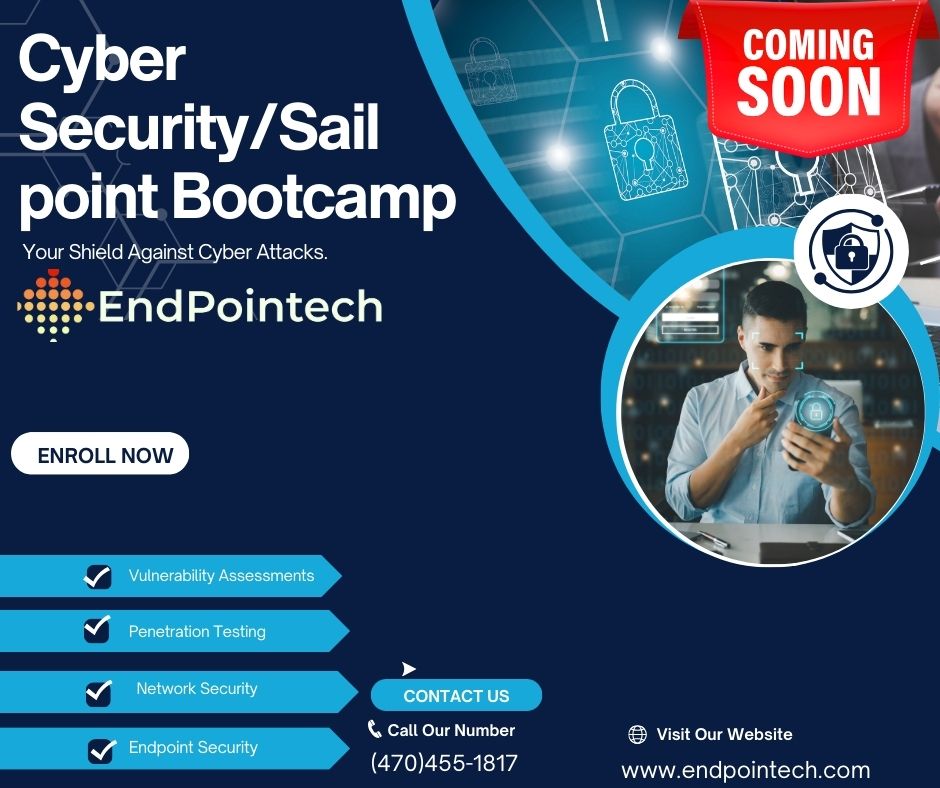 Cyber
Security/Sail
point Bootcamp
Your Shield Against Cyber Attacks.
EndPointech
COMING
SOON
ENROLL NOW
Vulnerability Assessments
Penetration Testing
Network Security
Endpoint Security
CONTACT US
Call Our Number
(470)455-1817
Visit Our Website
www.endpointech.com